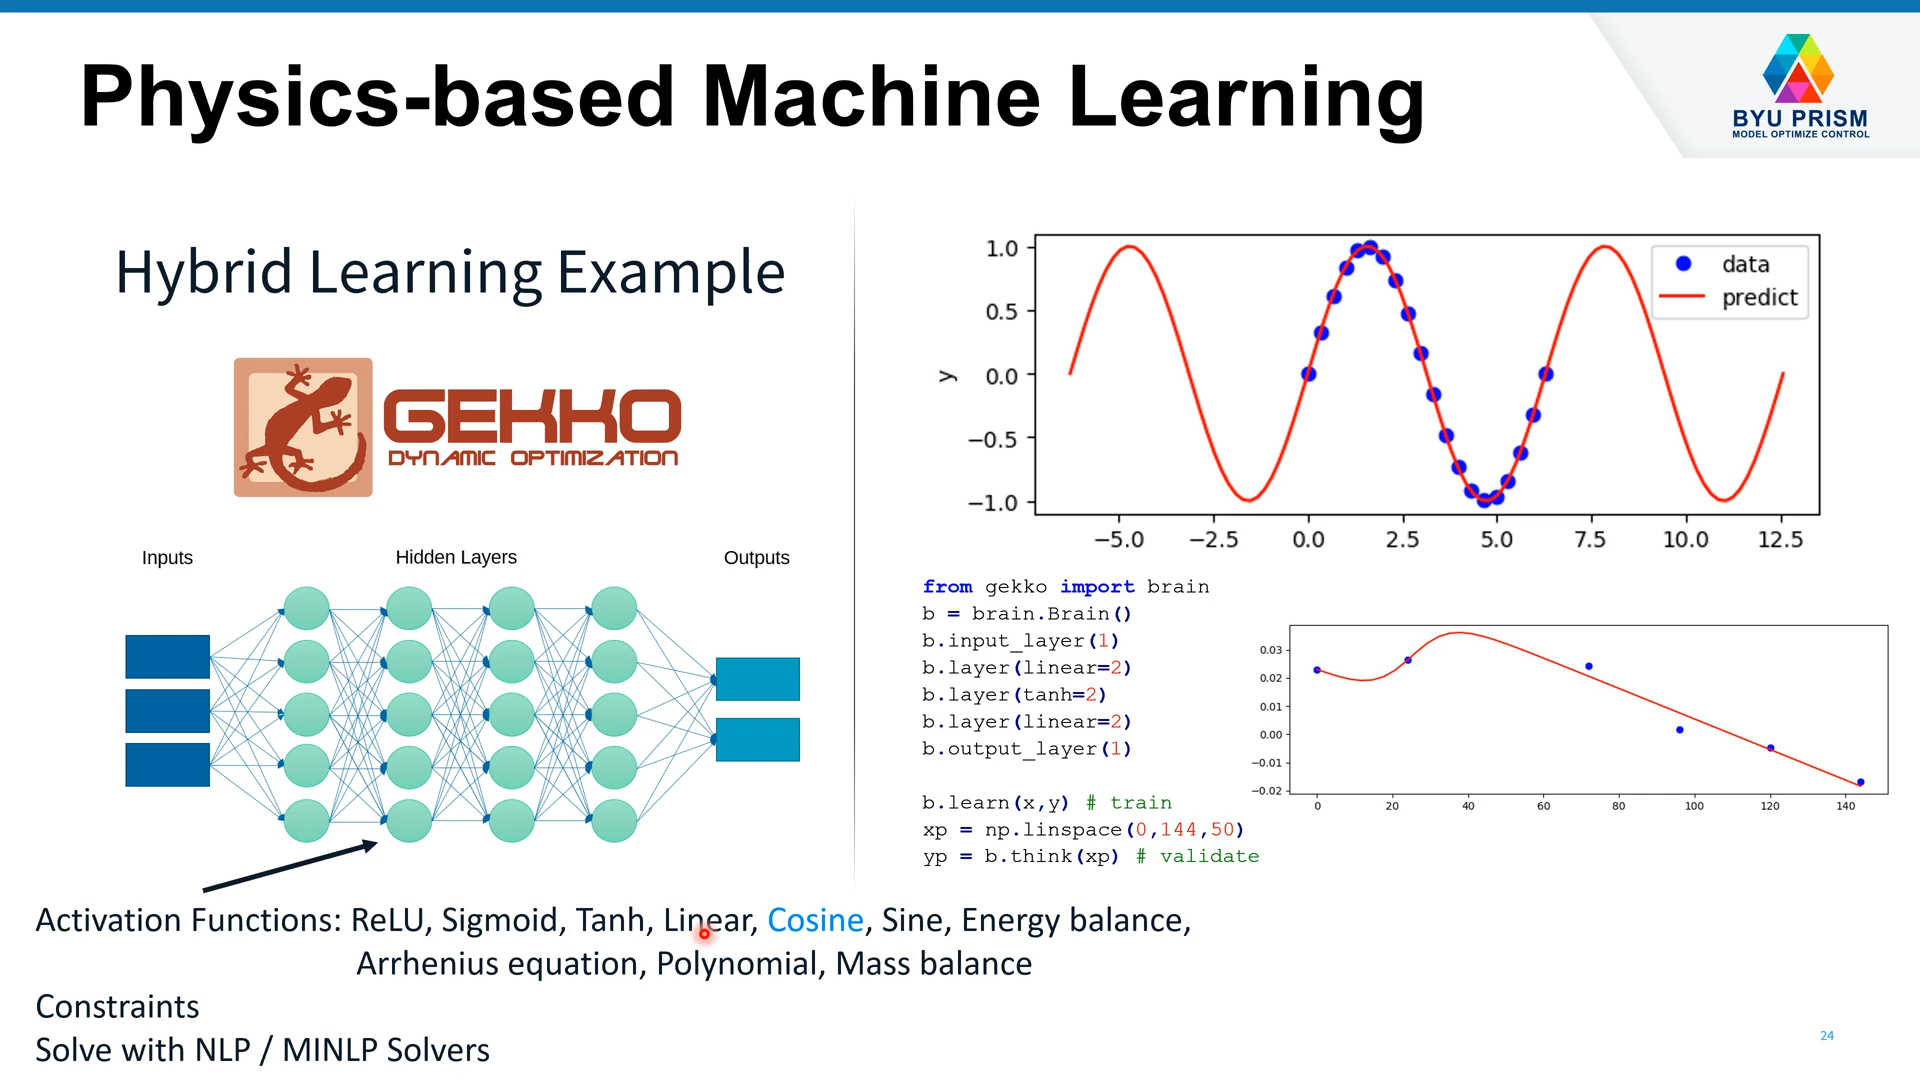 Physics-based Machine Learning
BYU PRISM
MODEL OPTIMIZE CONTROL
Hybrid Learning Example
GEKKO
DYNAMIC OPTIMIZATION
Inputs
Hidden Layers
Outputs
Activation Functions: ReLU, Sigmoid, Tanh, Linear, Cosine, Sine, Energy balance,
Arrhenius equation, Polynomial, Mass balance
Constraints
Solve with NLP / MINLP Solvers
1.0
0.5
0.0
−0.5
−1.0
y
data
predict
−5.0 −2.5 0.0 2.5 5.0 7.5 10.0 12.5
from gekko import brain
b = brain.Brain()
b.input_layer(1)
b.layer(linear=2)
b.layer(tanh=2)
b.layer(linear=2)
b.output_layer(1)
b.learn(x,y) # train
xp = np.linspace(0,144,50)
yp = b.think(xp) # validate
0.03
0.02
0.01
0.00
−0.01
−0.02
0 20 40 60 80 100 120 140
24